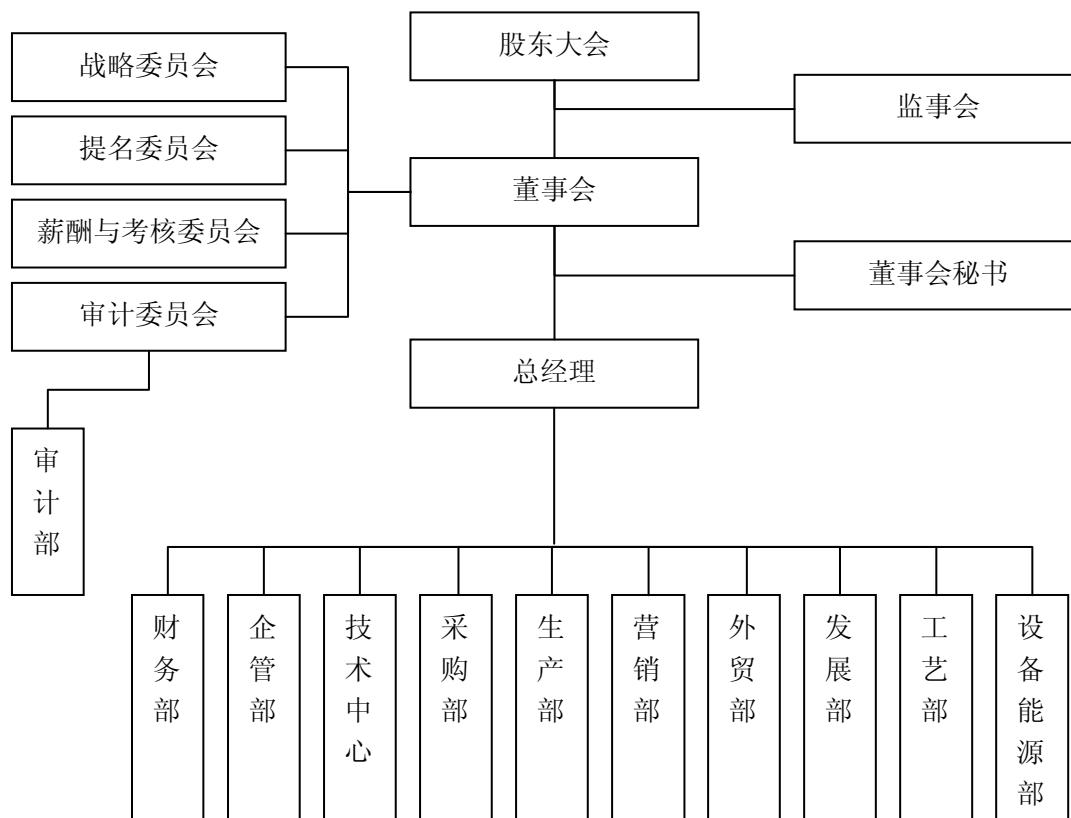 股东大会
战略委员会
监事会
提名委员会
董事会
薪酬与考核委员会
董事会秘书
审计委员会
总经理
审计部
财务部
企管部
技术中心
采购部
生产部
营销部
外贸部
发展部
工艺部
设备能源部